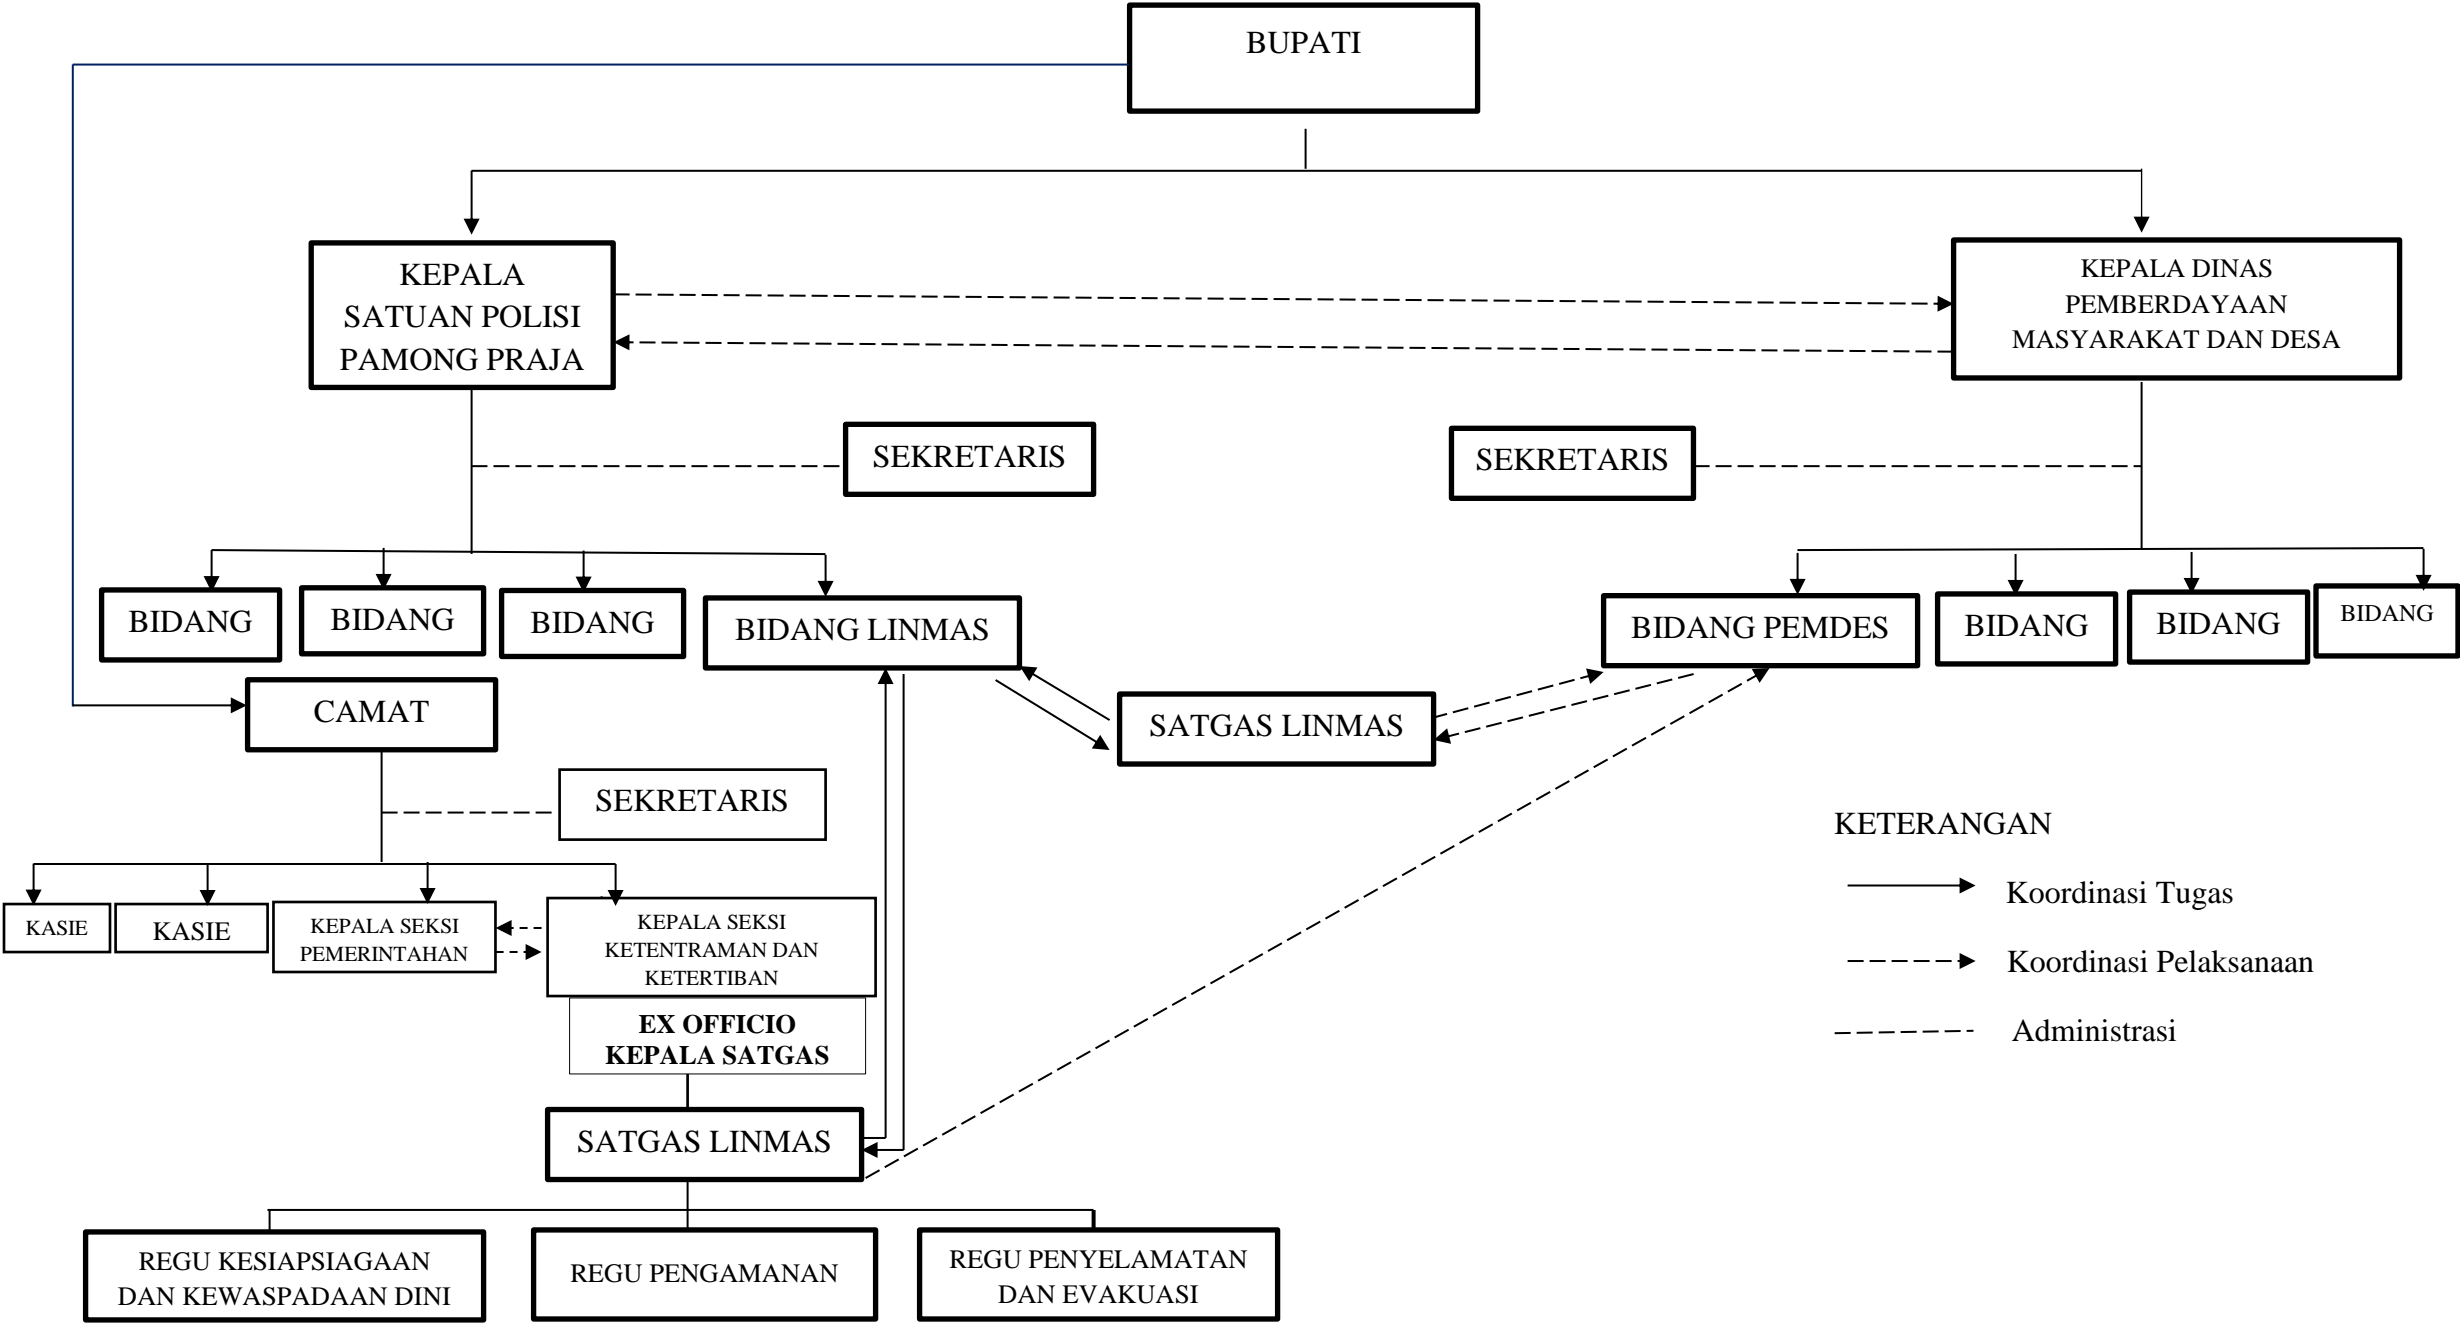 BUPATI
KEPALA
SATUAN POLISI
PAMONG PRAJA
KEPALA DINAS
PEMBERDAYAAN
MASYARAKAT DAN DESA
SEKRETARIS
SEKRETARIS
BIDANG
BIDANG
BIDANG
BIDANG LINMAS
BIDANG PEMDES
BIDANG
BIDANG
BIDANG
CAMAT
SATGAS LINMAS
SEKRETARIS
KASIE
KASIE
KEPALA SEKSI
PEMERINTAHAN
KEPALA SEKSI
KETENTRAMAN DAN
KETERTIBAN
EX OFFICIO
KEPALA SATGAS
SATGAS LINMAS
REGU KESIAPSIAGAAN
DAN KEWASPADAAN DINI
REGU PENGAMANAN
REGU PENYELAMATAN
DAN EVAKUASI
KETERANGAN
Koordinasi Tugas
Koordinasi Pelaksanaan
Administrasi